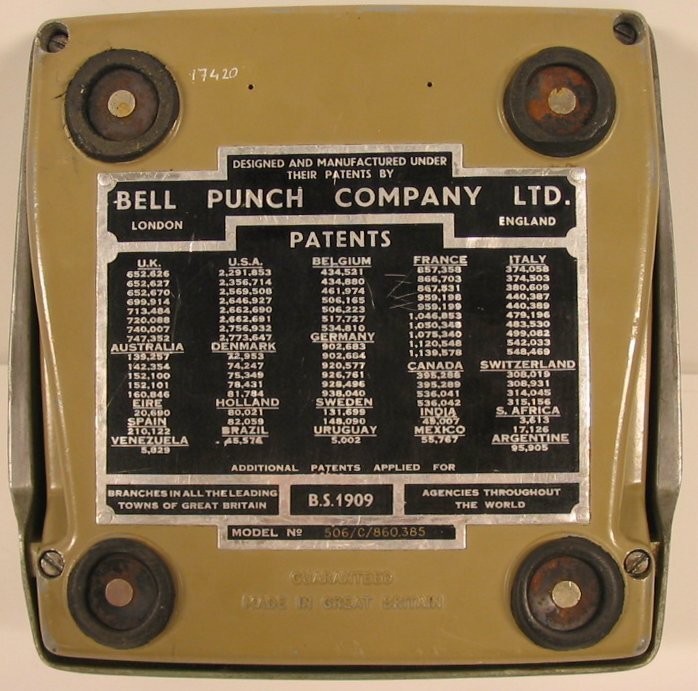 17420
DESIGNED AND MANUFACTURED UNDER
THEIR PATENTS BY
BELL PUNCH COMPANY LTD.
LONDON
ENGLAND
PATENTS
U.K.
652,626
652,627
652,670
699,914
713,484
720,088
740,007
747,352
AUSTRALIA
139,257
142,354
152,100
152,101
160,846
EIRE
20,690
SPAIN
210,122
VENEZUELA
5,829
U.S.A.
2,291,853
2,356,714
2,569,508
2,646,927
2,662,690
2,662,691
2,756,932
2,773,647
DENMARK
72,953
74,247
75,349
78,431
81,784
HOLLAND
80,021
82,059
BRAZIL
45,576
BELGIUM
434,521
434,880
461,974
506,165
506,223
517,727
534,810
GERMANY
902,683
902,684
920,577
926,761
928,496
938,040
SWEDEN
131,699
148,090
URUGUAY
5,002
FRANCE
857,358
866,703
867,831
959,198
959,191
1,046,853
1,050,348
1,075,340
1,120,548
1,139,578
CANADA
395,288
395,289
536,041
536,042
INDIA
49,007
MEXICO
55,767
ITALY
374,058
374,503
380,609
440,387
440,389
479,196
483,530
499,082
542,033
548,469
SWITZERLAND
308,019
308,931
314,045
315,156
S. AFRICA
3,613
17,126
ARGENTINE
95,905
ADDITIONAL PATENTS APPLIED FOR
BRANCHES IN ALL THE LEADING
TOWNS OF GREAT BRITAIN
B.S.1909
AGENCIES THROUGHOUT
THE WORLD
MODEL Nº 506/C/860.385
GUARANTEED
MADE IN GREAT BRITAIN